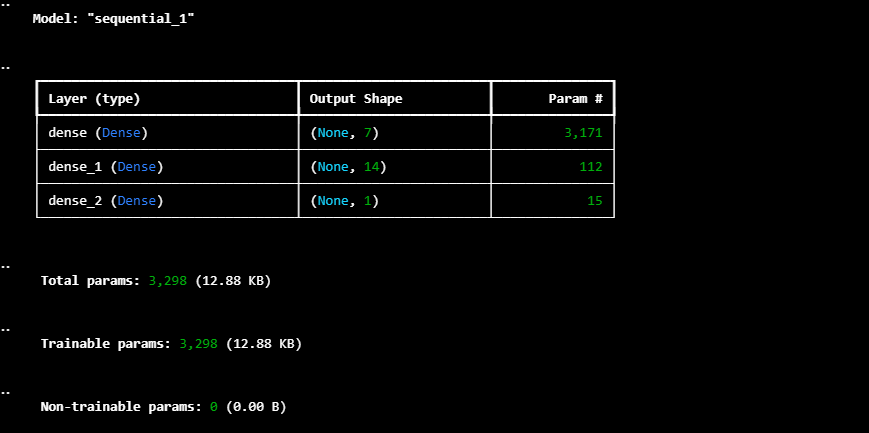 Model: "sequential_1"
Layer (type) Output Shape Param #
dense (Dense) (None, 7) 3,171
dense_1 (Dense) (None, 14) 112
dense_2 (Dense) (None, 1) 15
Total params: 3,298 (12.88 KB)
Trainable params: 3,298 (12.88 KB)
Non-trainable params: 0 (0.00 B)